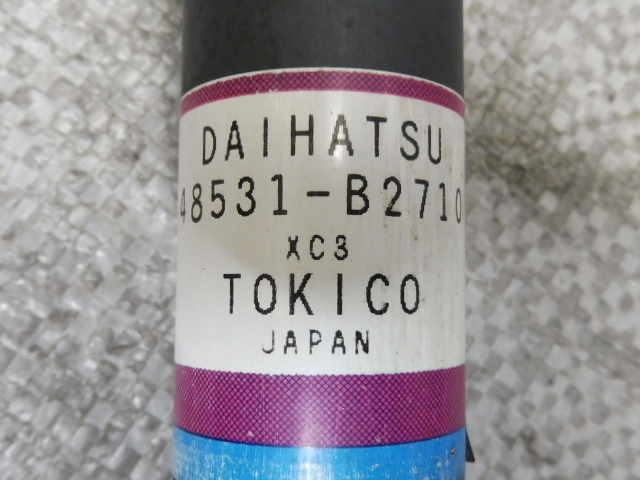 DAIHATSU
48531-B2710
XC3
TOKICO
JAPAN